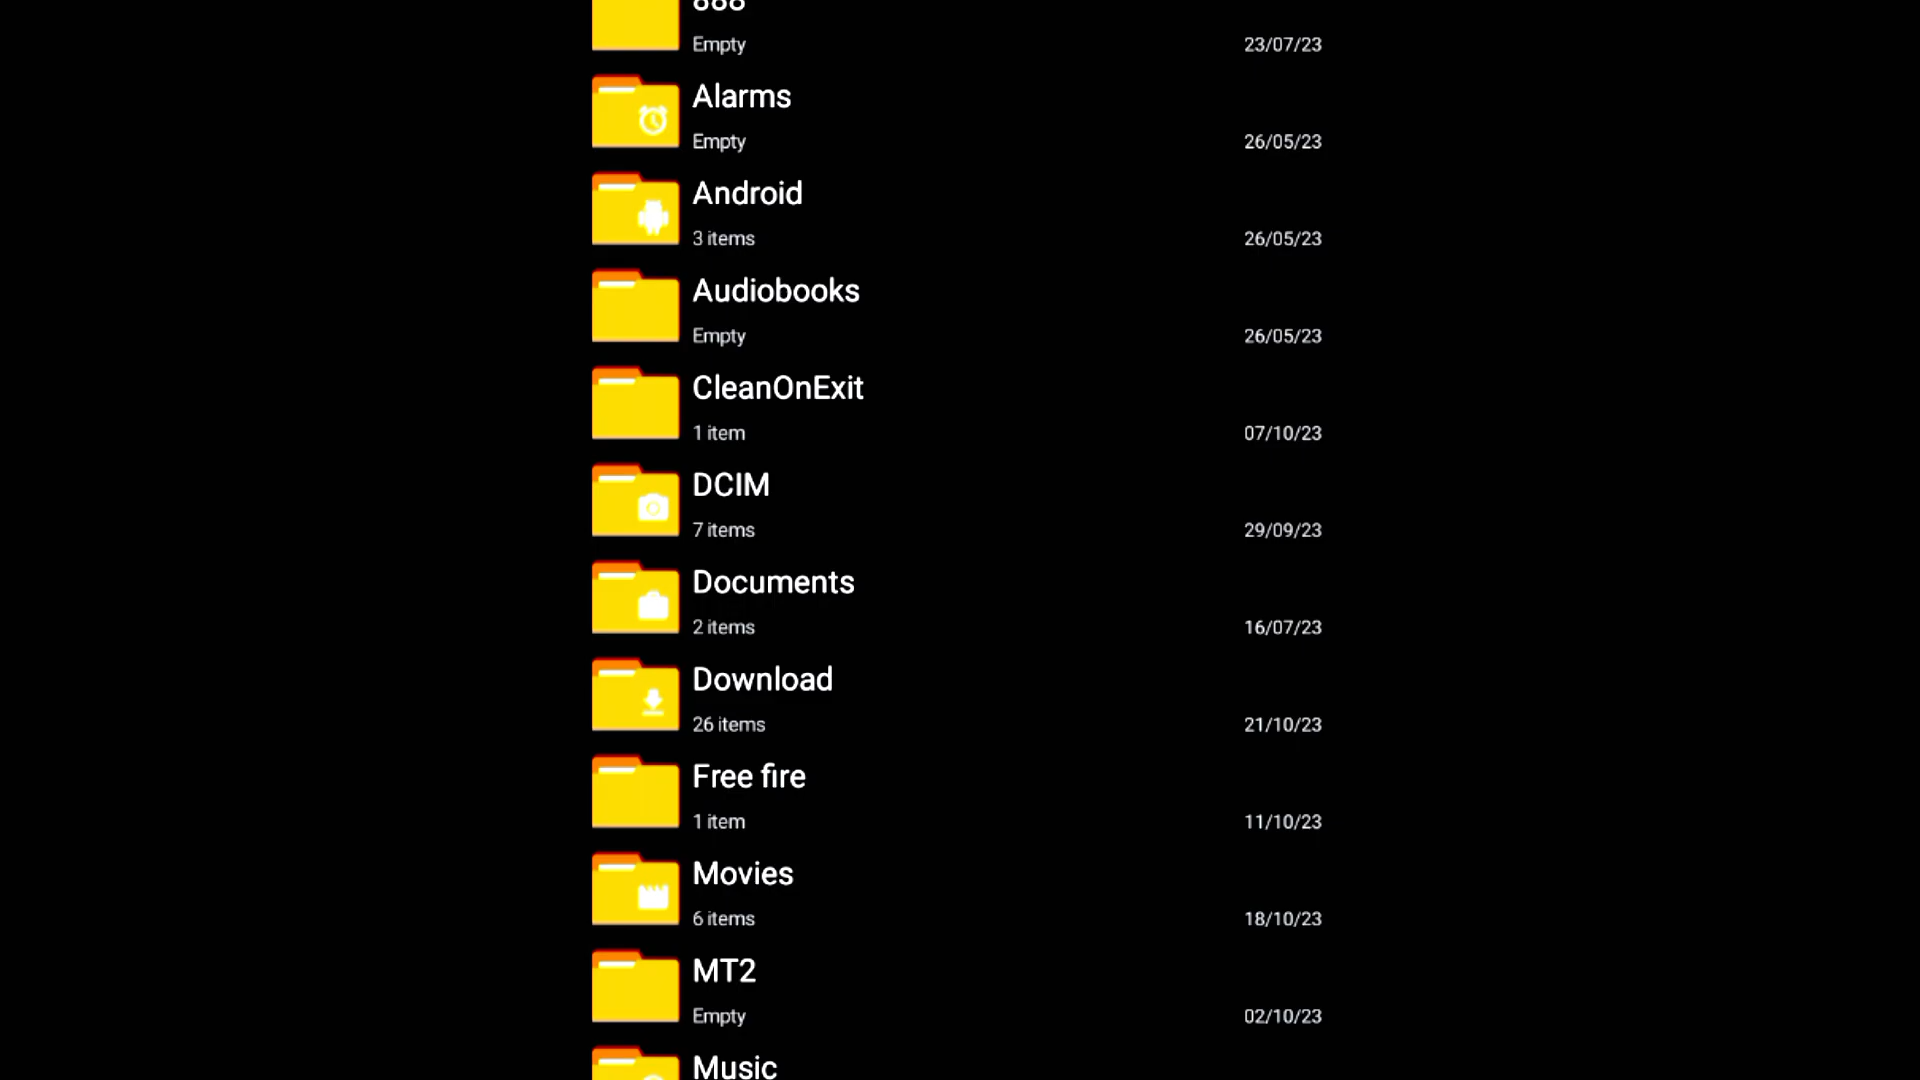 888
Empty
23/07/23
Alarms
Empty
26/05/23
Android
3 items
26/05/23
Audiobooks
Empty
26/05/23
CleanOnExit
1 item
07/10/23
DCIM
7 items
29/09/23
Documents
2 items
16/07/23
Download
26 items
21/10/23
Free fire
1 item
11/10/23
Movies
6 items
18/10/23
MT2
Empty
02/10/23
Music